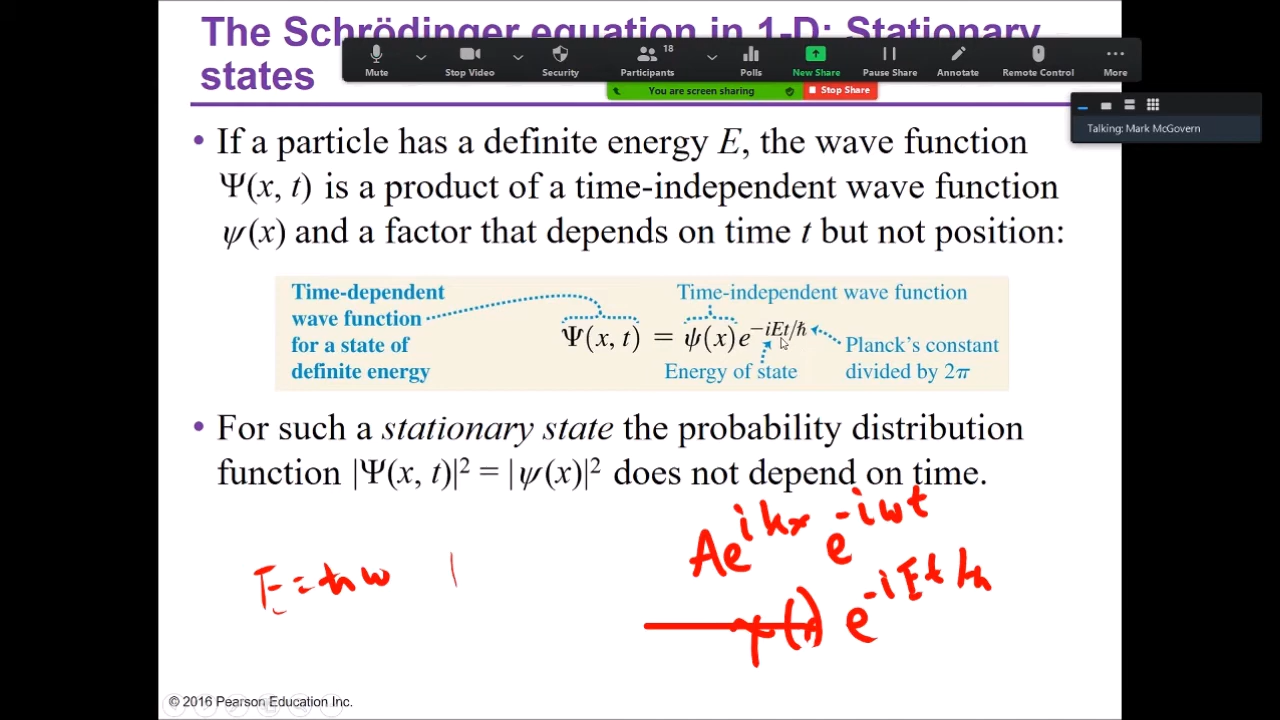 The Schrödinger equation in 1-D: Stationary
states
18
Mute
Stop Video
Security
Participants
Polls
New Share
Pause Share
Annotate
Remote Control
More
You are screen sharing
Stop Share
Talking: Mark McGovern
• If a particle has a definite energy E, the wave function
Ψ(x, t) is a product of a time-independent wave function
ψ(x) and a factor that depends on time t but not position:
Time-dependent
wave function
for a state of
definite energy
Time-independent wave function
Ψ(x, t) = ψ(x)e^{−iEt/ħ}
Energy of state
Planck's constant
divided by 2π
• For such a stationary state the probability distribution
function |Ψ(x, t)|² = |ψ(x)|² does not depend on time.
Ae^{ikx} e^{-iωt}
E = ħω
ψ(x) e^{-iEt/ħ}
© 2016 Pearson Education Inc.